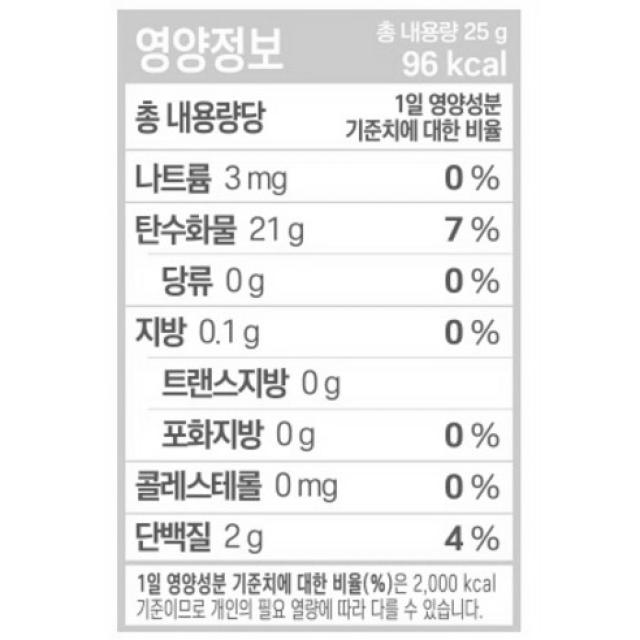 영양정보 총 내용량 25 g
96 kcal
총 내용량당 1일 영양성분
기준치에 대한 비율
나트륨 3 mg 0 %
탄수화물 21 g 7 %
당류 0 g 0 %
지방 0.1 g 0 %
트랜스지방 0 g
포화지방 0 g 0 %
콜레스테롤 0 mg 0 %
단백질 2 g 4 %
1일 영양성분 기준치에 대한 비율(%)은 2,000 kcal
기준이므로 개인의 필요 열량에 따라 다를 수 있습니다.